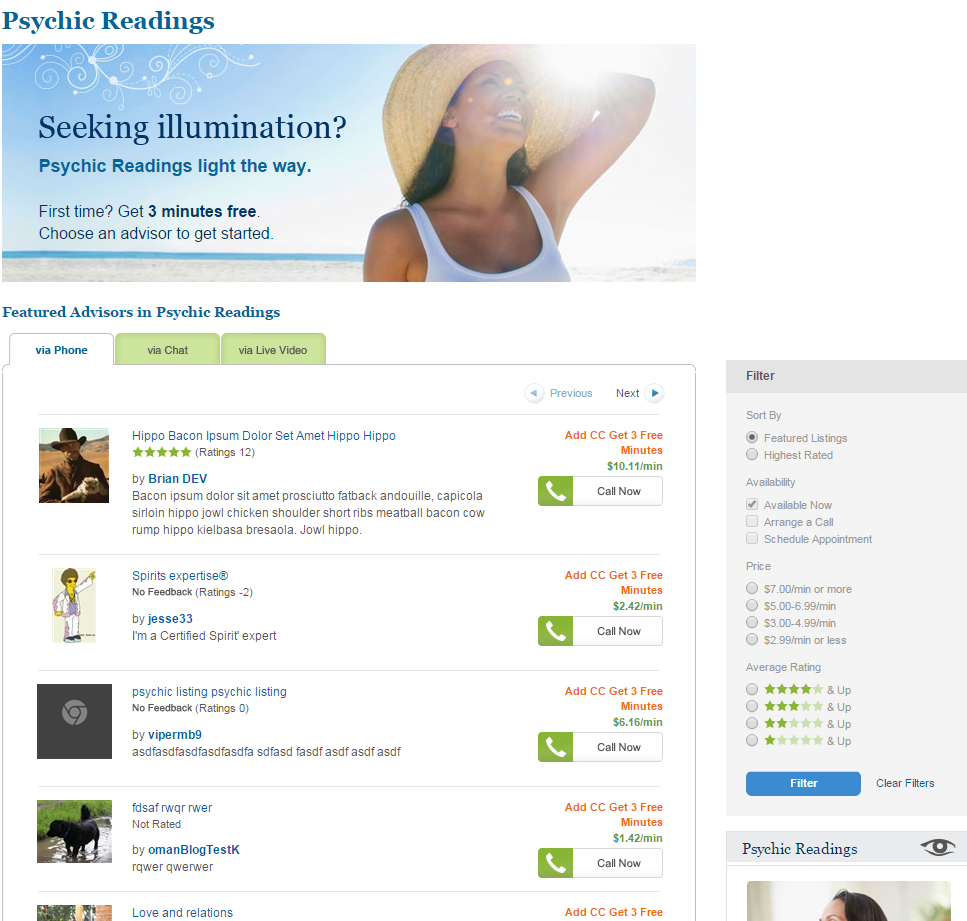 Psychic Readings
Seeking illumination?
Psychic Readings light the way.
First time? Get 3 minutes free.
Choose an advisor to get started.
Featured Advisors in Psychic Readings
via Phone
via Chat
via Live Video
Previous
Next
Hippo Bacon Ipsum Dolor Set Amet Hippo Hippo
(Ratings 12)
by Brian DEV
Bacon ipsum dolor sit amet prosciutto fatback andouille, capicola
sirloin hippo jowl chicken shoulder short ribs meatball bacon cow
rump hippo kielbasa bresaola. Jowl hippo.
Add CC Get 3 Free
Minutes
$10.11/min
Call Now
Spirits expertise®
No Feedback (Ratings -2)
by jesse33
I'm a Certified Spirit' expert
Add CC Get 3 Free
Minutes
$2.42/min
Call Now
psychic listing psychic listing
No Feedback (Ratings 0)
by vipermb9
asdfasdfasdfasdfasdfa sdfasd fasdf asdf asdf asdf
Add CC Get 3 Free
Minutes
$6.16/min
Call Now
fdsaf rwqr rwer
Not Rated
by omanBlogTestK
rqwer qwerwer
Add CC Get 3 Free
Minutes
$1.42/min
Call Now
Love and relations
Add CC Get 3 Free
Filter
Sort By
Featured Listings
Highest Rated
Availability
Available Now
Arrange a Call
Schedule Appointment
Price
$7.00/min or more
$5.00-6.99/min
$3.00-4.99/min
$2.99/min or less
Average Rating
& Up
& Up
& Up
& Up
Filter
Clear Filters
Psychic Readings